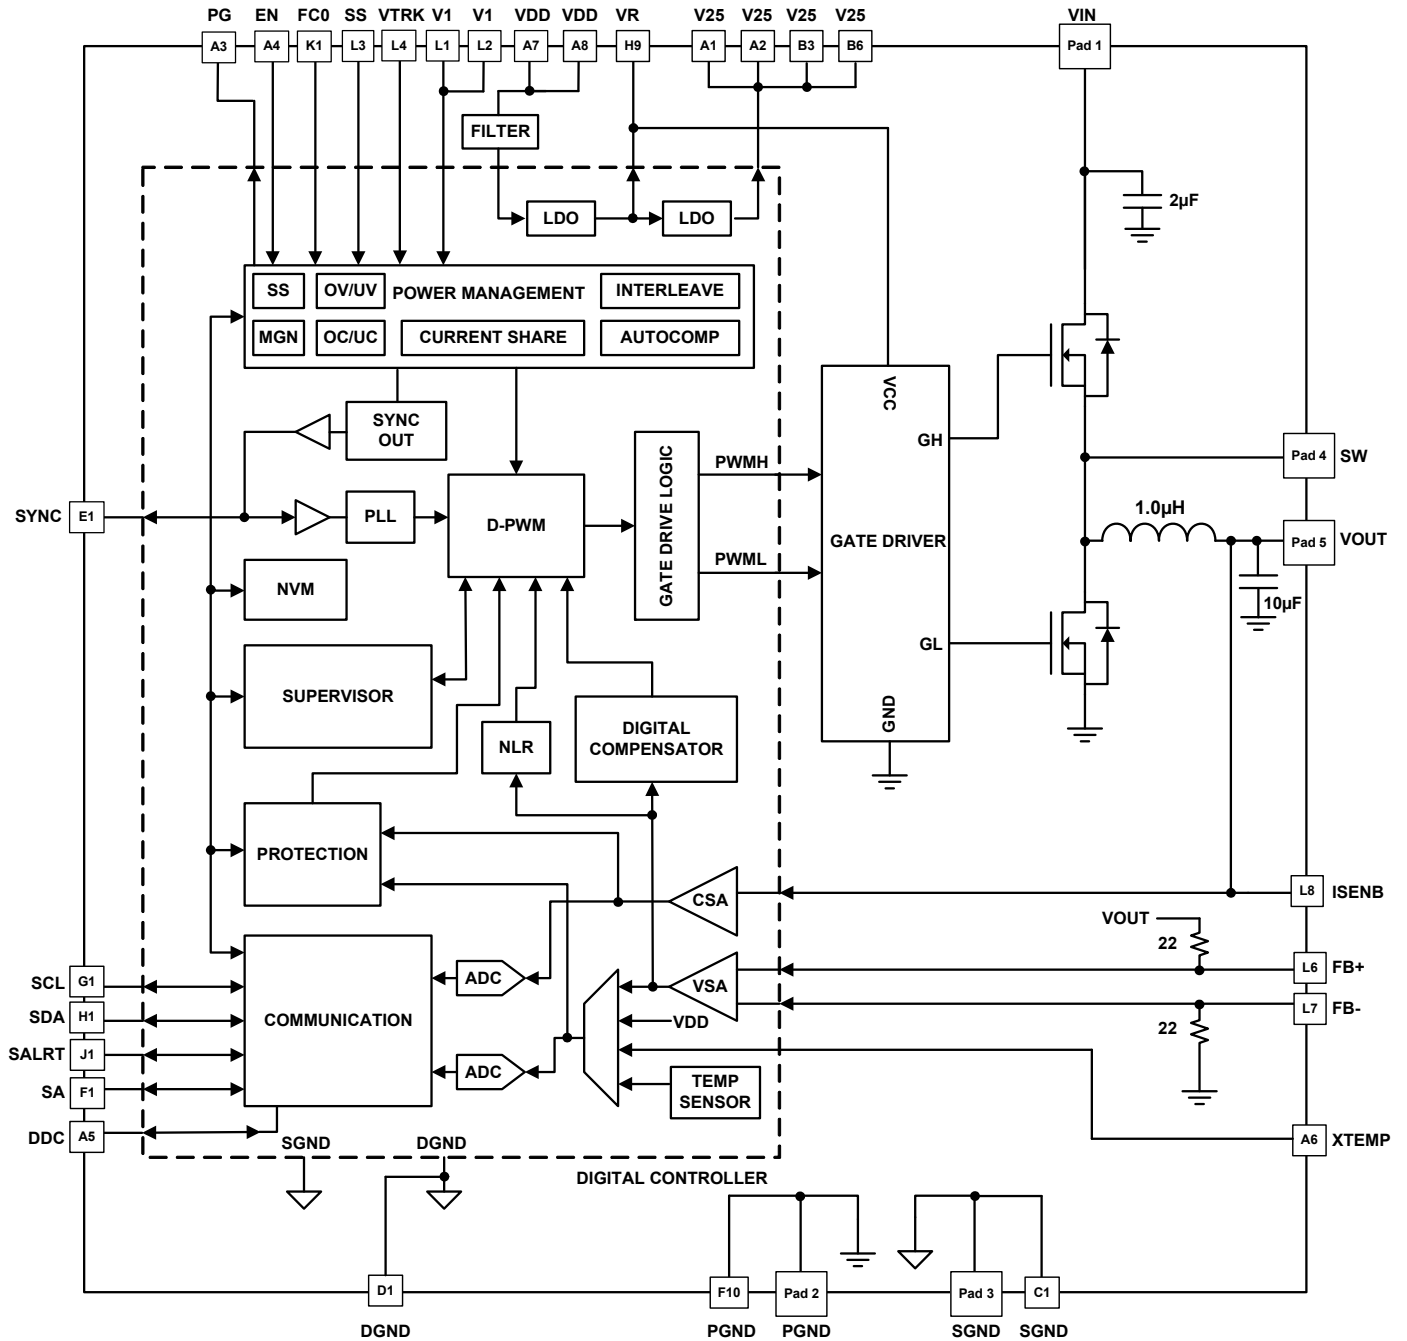 PG EN FC0 SS VTRK V1 V1 VDD VDD VR V25 V25 V25 V25 VIN
A3 A4 K1 L3 L4 L1 L2 A7 A8 H9 A1 A2 B3 B6 Pad 1
FILTER
LDO LDO
2µF
SS OV/UV POWER MANAGEMENT INTERLEAVE
MGN OC/UC CURRENT SHARE AUTOCOMP
SYNC OUT
VCC
GH
Pad 4 SW
PWMH
GATE DRIVE LOGIC
SYNC E1
PLL
D-PWM
1.0µH
GATE DRIVER
Pad 5 VOUT
PWML
NVM
10µF
GL
SUPERVISOR
GND
NLR
DIGITAL
COMPENSATOR
PROTECTION
CSA
L8 ISENB
VOUT
22
SCL G1
ADC
VSA
L6 FB+
SDA H1
COMMUNICATION
VDD
22
L7 FB-
SALRT J1
ADC
SA F1
TEMP
SENSOR
DDC A5
SGND DGND
A6 XTEMP
DIGITAL CONTROLLER
D1 F10 Pad 2 Pad 3 C1
DGND PGND PGND SGND SGND